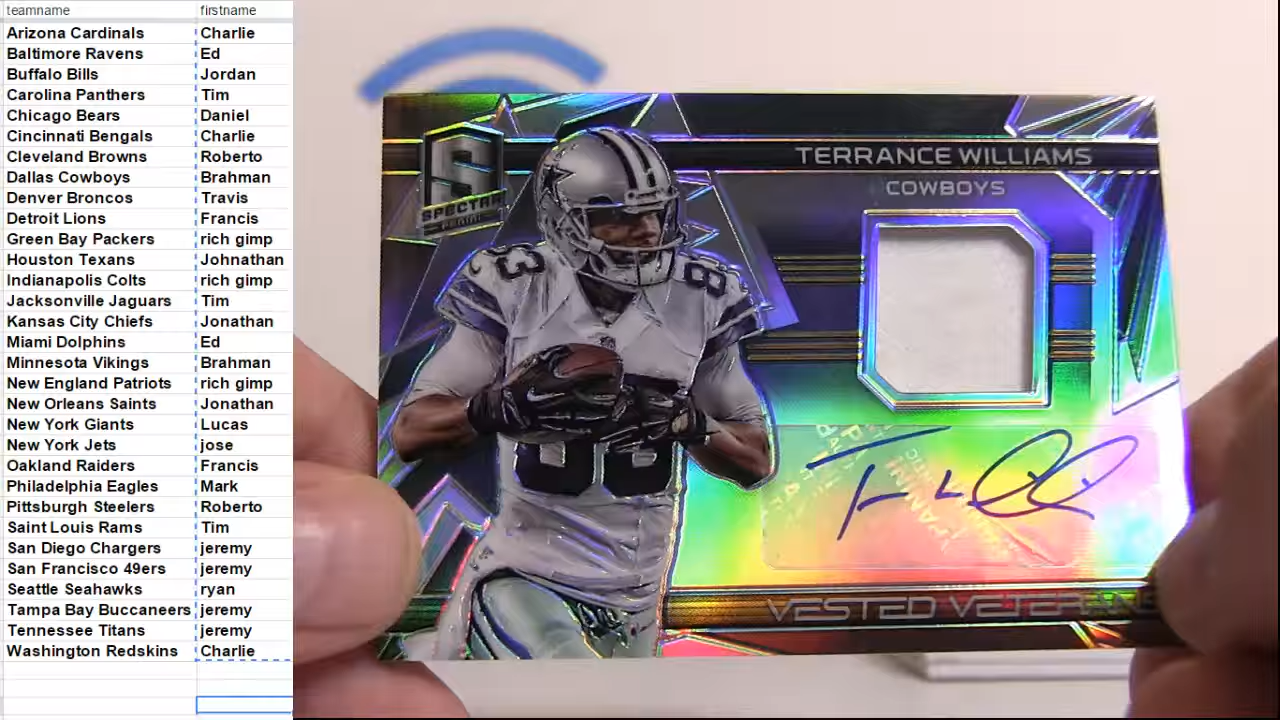 teamname firstname
Arizona Cardinals Charlie
Baltimore Ravens Ed
Buffalo Bills Jordan
Carolina Panthers Tim
Chicago Bears Daniel
Cincinnati Bengals Charlie
Cleveland Browns Roberto
Dallas Cowboys Brahman
Denver Broncos Travis
Detroit Lions Francis
Green Bay Packers rich gimp
Houston Texans Johnathan
Indianapolis Colts rich gimp
Jacksonville Jaguars Tim
Kansas City Chiefs Jonathan
Miami Dolphins Ed
Minnesota Vikings Brahman
New England Patriots rich gimp
New Orleans Saints Jonathan
New York Giants Lucas
New York Jets jose
Oakland Raiders Francis
Philadelphia Eagles Mark
Pittsburgh Steelers Roberto
Saint Louis Rams Tim
San Diego Chargers jeremy
San Francisco 49ers jeremy
Seattle Seahawks ryan
Tampa Bay Buccaneers jeremy
Tennessee Titans jeremy
Washington Redskins Charlie
S
SPECTRA
PANINI
TERRANCE WILLIAMS
COWBOYS
83
83
VESTED VETERANS